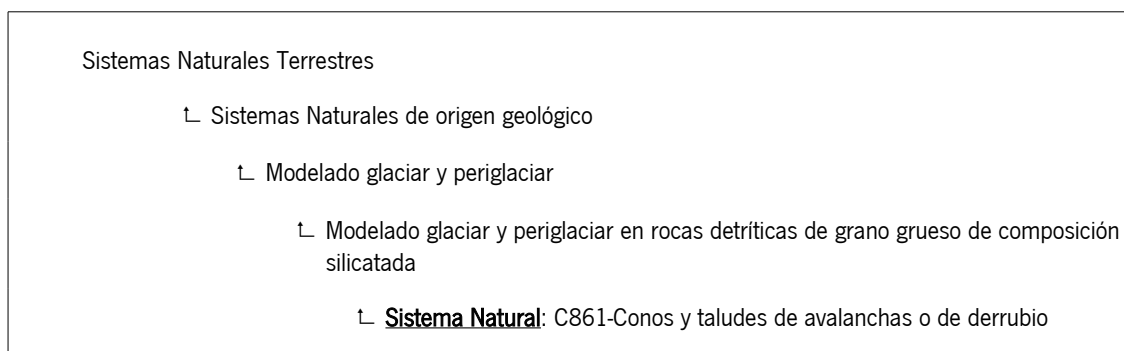 Sistemas Naturales Terrestres
Sistemas Naturales de origen geológico
Modelado glaciar y periglaciar
Modelado glaciar y periglaciar en rocas detríticas de grano grueso de composición
silicatada
Sistema Natural: C861-Conos y taludes de avalanchas o de derrubio